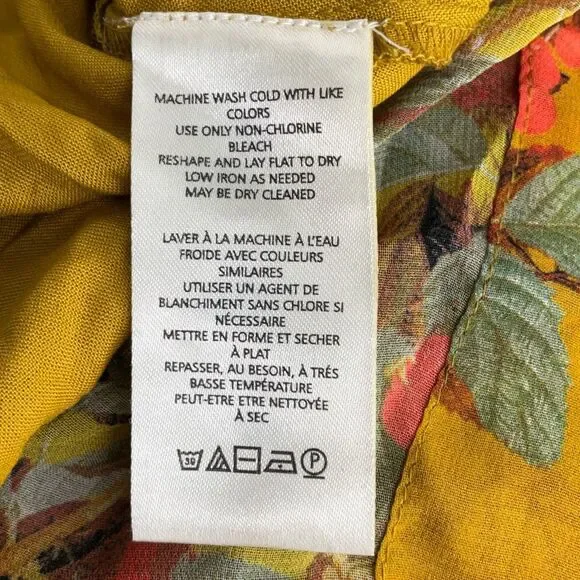 MACHINE WASH COLD WITH LIKE
COLORS
USE ONLY NON-CHLORINE
BLEACH
RESHAPE AND LAY FLAT TO DRY
LOW IRON AS NEEDED
MAY BE DRY CLEANED
LAVER À LA MACHINE À L'EAU
FROIDE AVEC COULEURS
SIMILAIRES
UTILISER UN AGENT DE
BLANCHIMENT SANS CHLORE SI
NÉCESSAIRE
METTRE EN FORME ET SECHER
À PLAT
REPASSER, AU BESOIN, À TRÉS
BASSE TEMPÉRATURE
PEUT-ETRE ETRE NETTOYÉE
À SEC
30 P